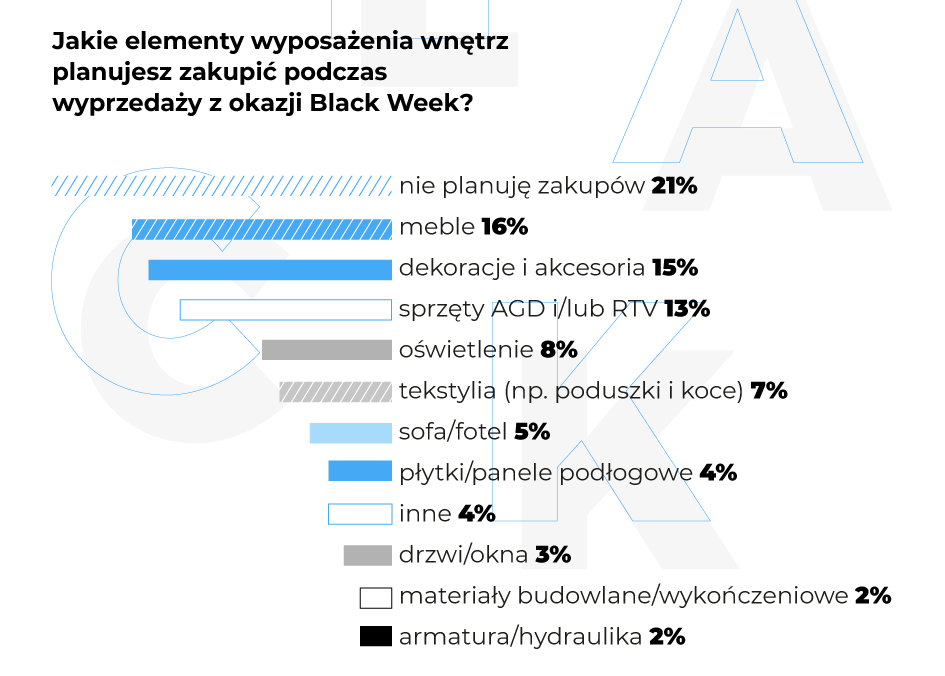 Jakie elementy wyposażenia wnętrz
planujesz zakupić podczas
wyprzedaży z okazji Black Week?
nie planuję zakupów 21%
meble 16%
dekoracje i akcesoria 15%
sprzęty AGD i/lub RTV 13%
oświetlenie 8%
tekstylia (np. poduszki i koce) 7%
sofa/fotel 5%
płytki/panele podłogowe 4%
inne 4%
drzwi/okna 3%
materiały budowlane/wykończeniowe 2%
armatura/hydraulika 2%